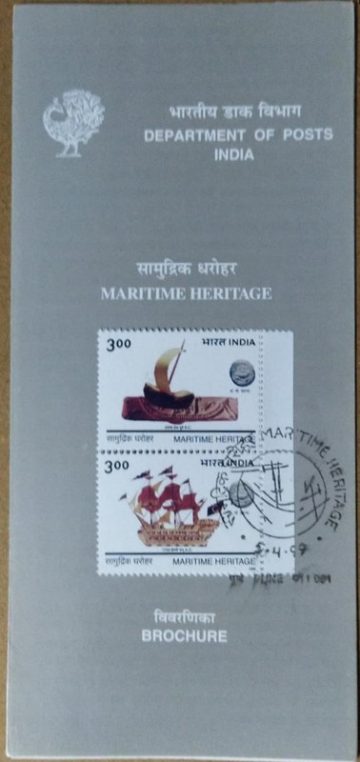 भारतीय डाक विभाग
DEPARTMENT OF POSTS
INDIA
सामुद्रिक धरोहर
MARITIME HERITAGE
3.00 भारत INDIA
सामुद्रिक धरोहर MARITIME HERITAGE
3.00 भारत INDIA
सामुद्रिक धरोहर MARITIME HERITAGE
MARITIME HERITAGE
विवरणिका
BROCHURE